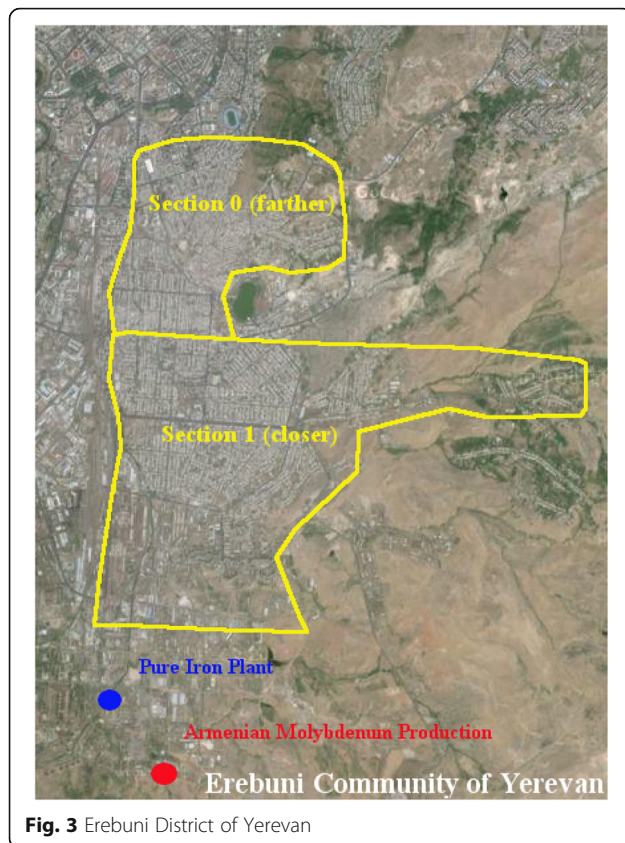 Section 0 (farther)
Section 1 (closer)
Pure Iron Plant
Armenian Molybdenum Production
Erebuni Community of Yerevan
Fig. 3 Erebuni District of Yerevan